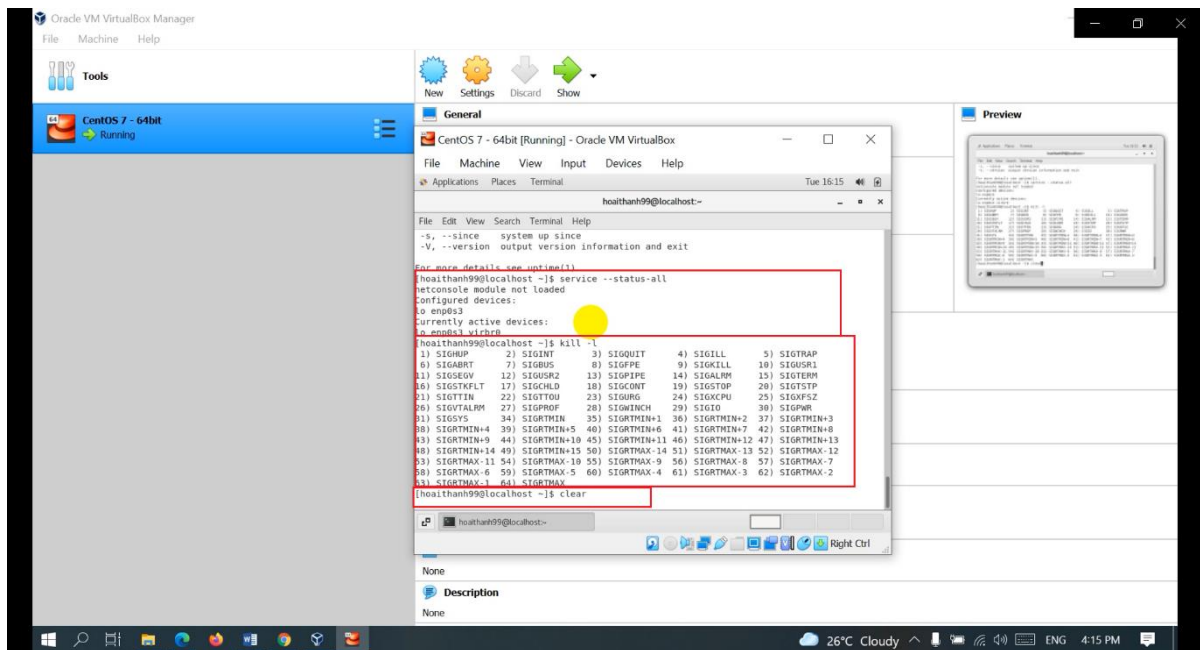 Oracle VM VirtualBox Manager
File Machine Help
Tools
New Settings Discard Show
64 CentOS 7 - 64bit
Running
General
Preview
CentOS 7 - 64bit [Running] - Oracle VM VirtualBox
File Machine View Input Devices Help
Applications Places Terminal Tue 16:15
hoaithanh99@localhost:~
File Edit View Search Terminal Help
-s, --since system up since
-V, --version output version information and exit
For more details see uptime(1).
[hoaithanh99@localhost ~]$ service --status-all
netconsole module not loaded
Configured devices:
lo enp0s3
Currently active devices:
lo enp0s3 virbr0
[hoaithanh99@localhost ~]$ kill -l
1) SIGHUP 2) SIGINT 3) SIGQUIT 4) SIGILL 5) SIGTRAP
6) SIGABRT 7) SIGBUS 8) SIGFPE 9) SIGKILL 10) SIGUSR1
11) SIGSEGV 12) SIGUSR2 13) SIGPIPE 14) SIGALRM 15) SIGTERM
16) SIGSTKFLT 17) SIGCHLD 18) SIGCONT 19) SIGSTOP 20) SIGTSTP
21) SIGTTIN 22) SIGTTOU 23) SIGURG 24) SIGXCPU 25) SIGXFSZ
26) SIGVTALRM 27) SIGPROF 28) SIGWINCH 29) SIGIO 30) SIGPWR
31) SIGSYS 34) SIGRTMIN 35) SIGRTMIN+1 36) SIGRTMIN+2 37) SIGRTMIN+3
38) SIGRTMIN+4 39) SIGRTMIN+5 40) SIGRTMIN+6 41) SIGRTMIN+7 42) SIGRTMIN+8
43) SIGRTMIN+9 44) SIGRTMIN+10 45) SIGRTMIN+11 46) SIGRTMIN+12 47) SIGRTMIN+13
48) SIGRTMIN+14 49) SIGRTMIN+15 50) SIGRTMAX-14 51) SIGRTMAX-13 52) SIGRTMAX-12
53) SIGRTMAX-11 54) SIGRTMAX-10 55) SIGRTMAX-9 56) SIGRTMAX-8 57) SIGRTMAX-7
58) SIGRTMAX-6 59) SIGRTMAX-5 60) SIGRTMAX-4 61) SIGRTMAX-3 62) SIGRTMAX-2
63) SIGRTMAX-1 64) SIGRTMAX
[hoaithanh99@localhost ~]$ clear
hoaithanh99@localhost:~
Right Ctrl
None
Description
None
26°C Cloudy ENG 4:15 PM